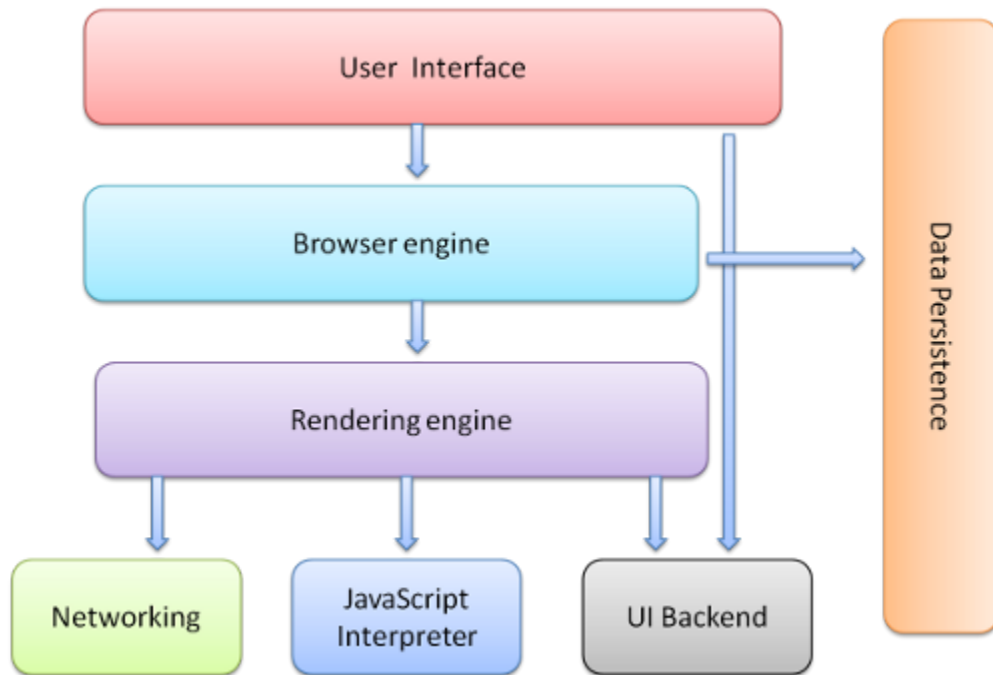 User Interface
Browser engine
Data Persistence
Rendering engine
Networking
JavaScript
Interpreter
UI Backend